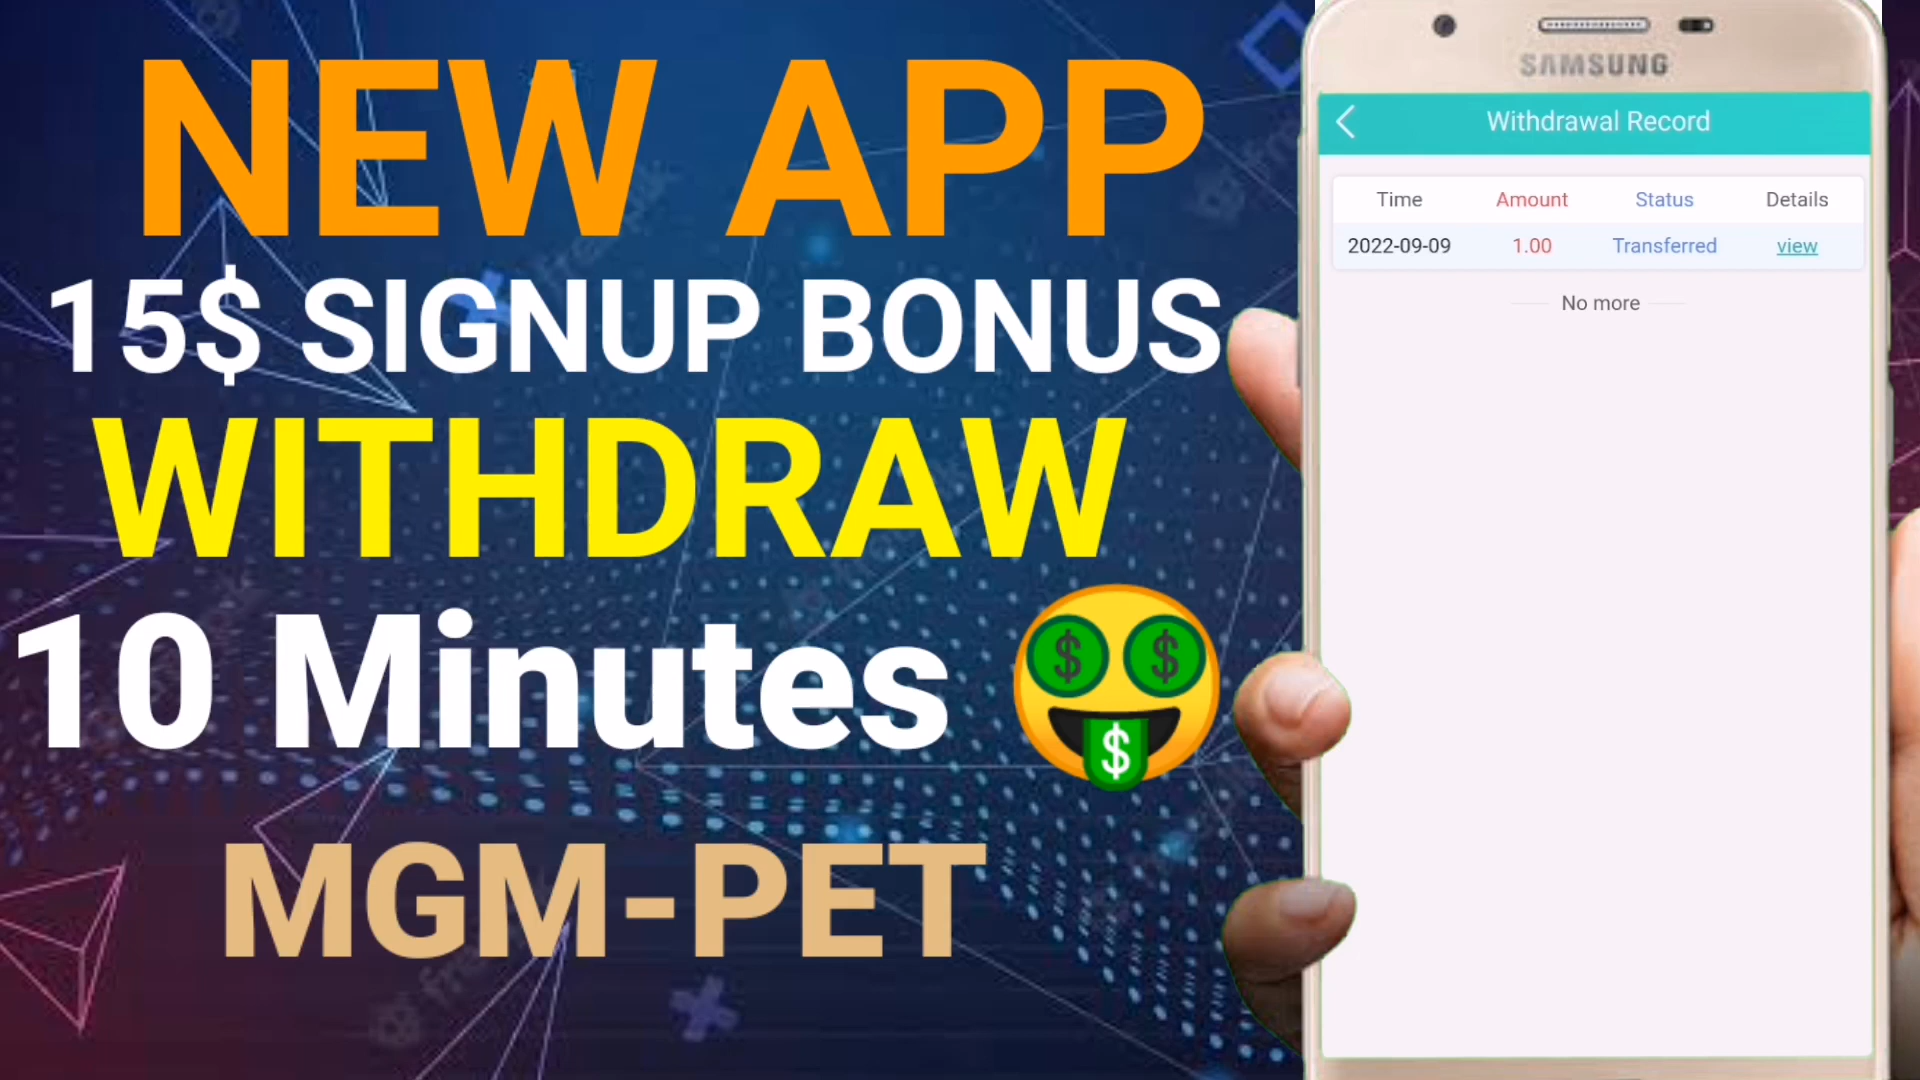 NEW APP
15$ SIGNUP BONUS
WITHDRAW
10 Minutes
MGM-PET
SAMSUNG
Withdrawal Record
Time Amount Status Details
2022-09-09 1.00 Transferred view
No more